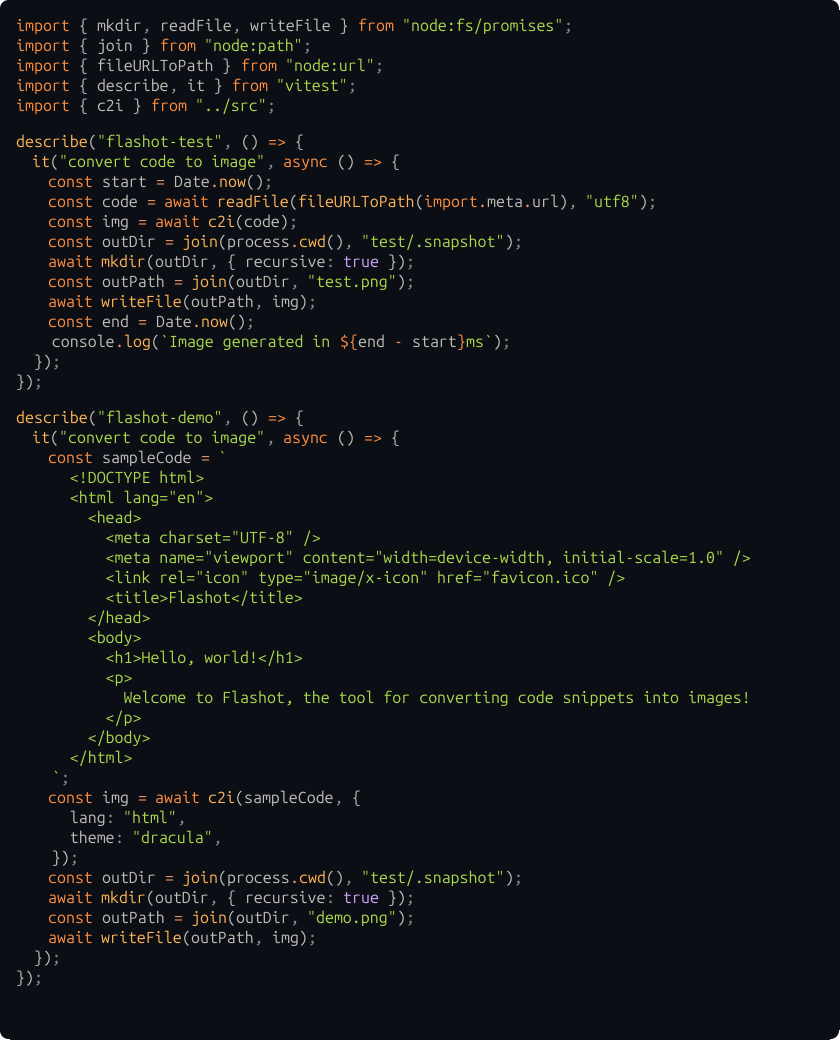 import { mkdir, readFile, writeFile } from "node:fs/promises";
import { join } from "node:path";
import { fileURLToPath } from "node:url";
import { describe, it } from "vitest";
import { c2i } from "../src";

describe("flashot-test", () => {
  it("convert code to image", async () => {
    const start = Date.now();
    const code = await readFile(fileURLToPath(import.meta.url), "utf8");
    const img = await c2i(code);
    const outDir = join(process.cwd(), "test/.snapshot");
    await mkdir(outDir, { recursive: true });
    const outPath = join(outDir, "test.png");
    await writeFile(outPath, img);
    const end = Date.now();
    console.log(`Image generated in ${end - start}ms`);
  });
});

describe("flashot-demo", () => {
  it("convert code to image", async () => {
    const sampleCode = `
      <!DOCTYPE html>
      <html lang="en">
        <head>
          <meta charset="UTF-8" />
          <meta name="viewport" content="width=device-width, initial-scale=1.0" />
          <link rel="icon" type="image/x-icon" href="favicon.ico" />
          <title>Flashot</title>
        </head>
        <body>
          <h1>Hello, world!</h1>
          <p>
            Welcome to Flashot, the tool for converting code snippets into images!
          </p>
        </body>
      </html>
    `;
    const img = await c2i(sampleCode, {
      lang: "html",
      theme: "dracula",
    });
    const outDir = join(process.cwd(), "test/.snapshot");
    await mkdir(outDir, { recursive: true });
    const outPath = join(outDir, "demo.png");
    await writeFile(outPath, img);
  });
});